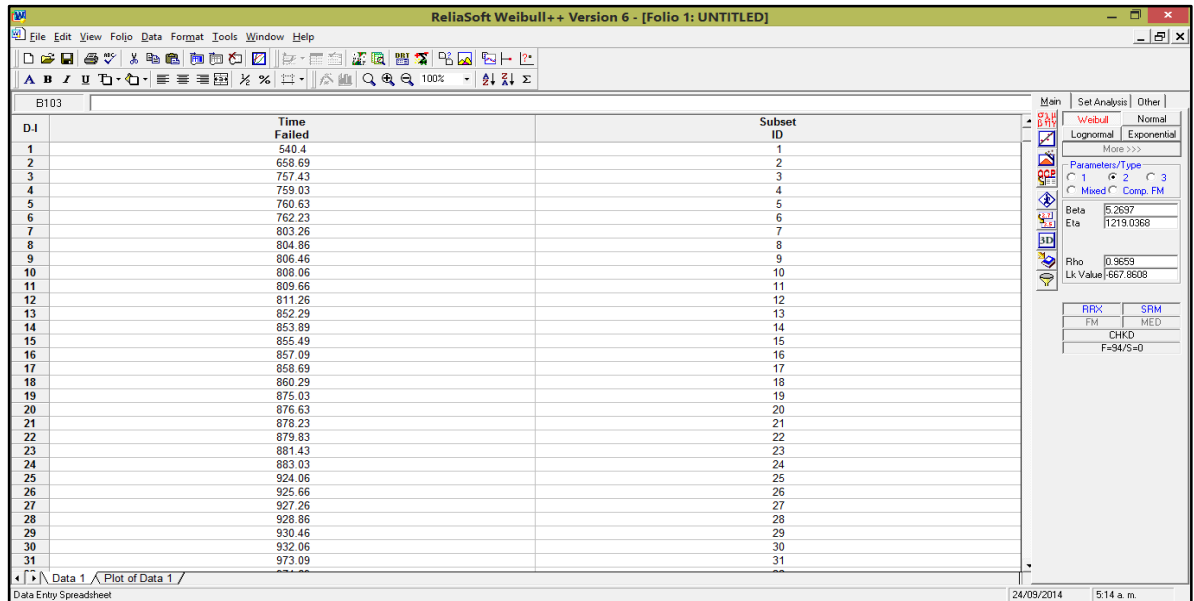 ReliaSoft Weibull++ Version 6 - [Folio 1: UNTITLED]
File Edit View Folio Data Format Tools Window Help
A B I U 100% Σ
B103
D-I Time Failed Subset ID
1 540.4 1
2 658.69 2
3 757.43 3
4 759.03 4
5 760.63 5
6 762.23 6
7 803.26 7
8 804.86 8
9 806.46 9
10 808.06 10
11 809.66 11
12 811.26 12
13 852.29 13
14 853.89 14
15 855.49 15
16 857.09 16
17 858.69 17
18 860.29 18
19 875.03 19
20 876.63 20
21 878.23 21
22 879.83 22
23 881.43 23
24 883.03 24
25 924.06 25
26 925.66 26
27 927.26 27
28 928.86 28
29 930.46 29
30 932.06 30
31 973.09 31
Main Set Analysis Other
Weibull Normal
Lognormal Exponential
More >>>
Parameters/Type
1 2 3
Mixed Comp. FM
Beta 5.2697
Eta 1219.0368
Rho 0.9659
Lk Value -667.8608
RRX SRM
FM MED
CHKD
F=94/S=0
QCP
3D
Data 1 Plot of Data 1
Data Entry Spreadsheet 24/09/2014 5:14 a. m.